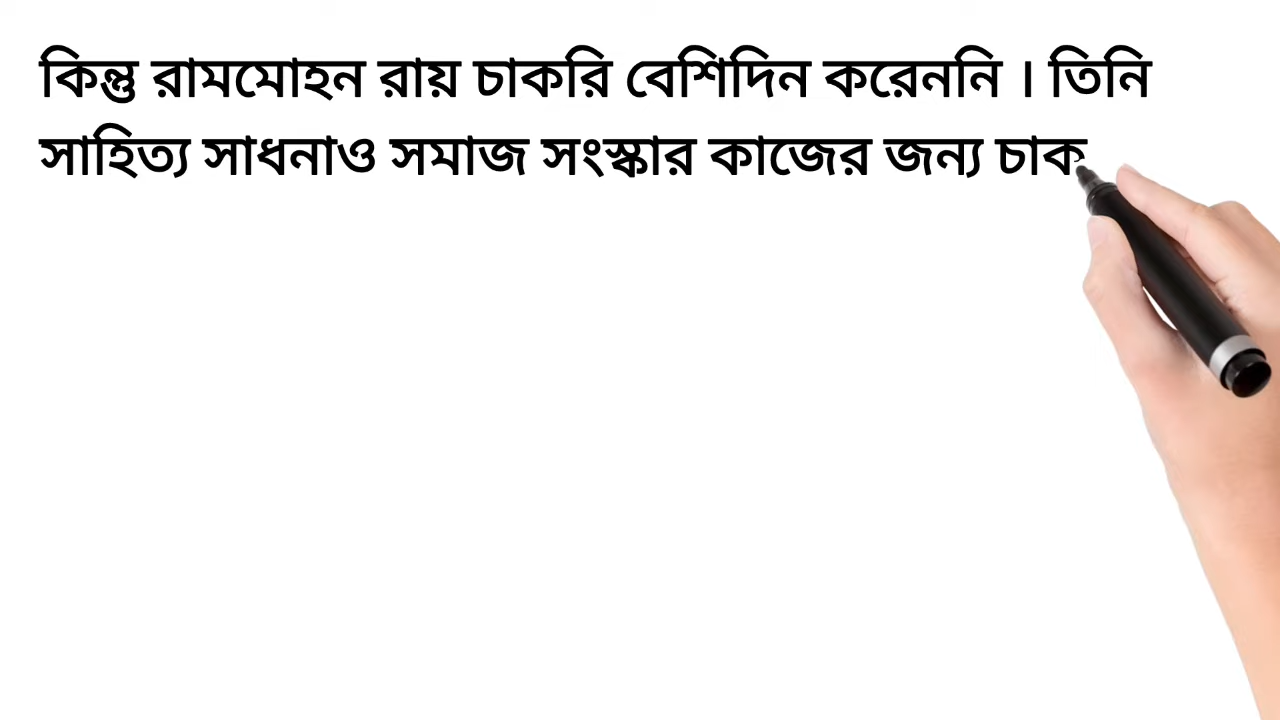 কিন্তু রামমোহন রায় চাকরি বেশিদিন করেননি । তিনি
সাহিত্য সাধনাও সমাজ সংস্কার কাজের জন্য চাক